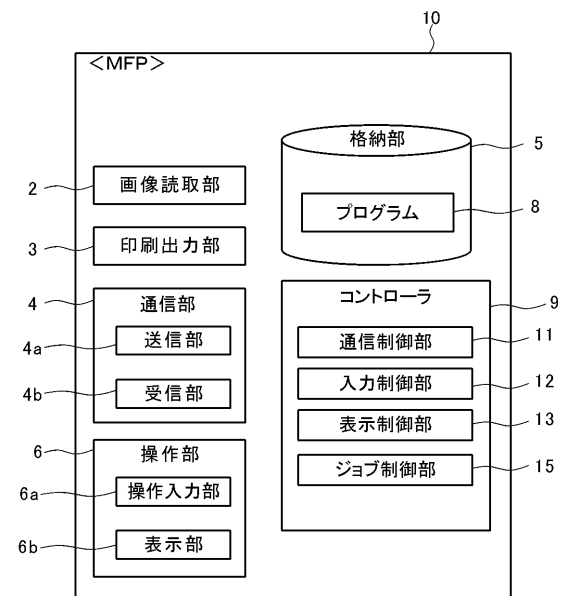 10
<MFP>
格納部
5
プログラム
8
2
画像読取部
3
印刷出力部
4
通信部
4a
送信部
4b
受信部
6
操作部
6a
操作入力部
6b
表示部
コントローラ
9
通信制御部
11
入力制御部
12
表示制御部
13
ジョブ制御部
15